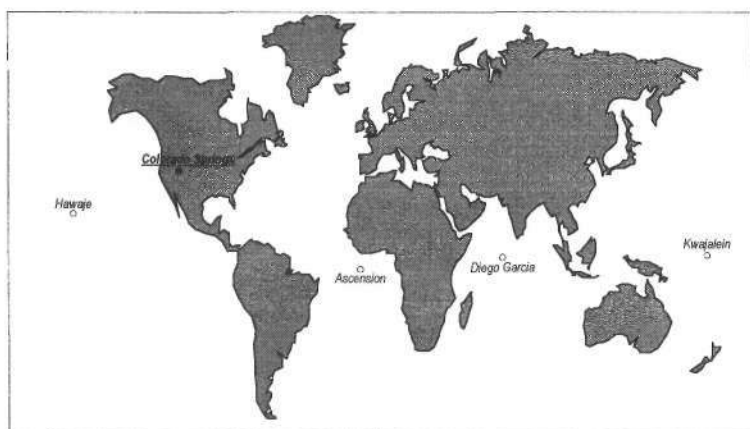 Colorado Springs
Hawaje
Kwajalein
Diego Garcia
Ascension